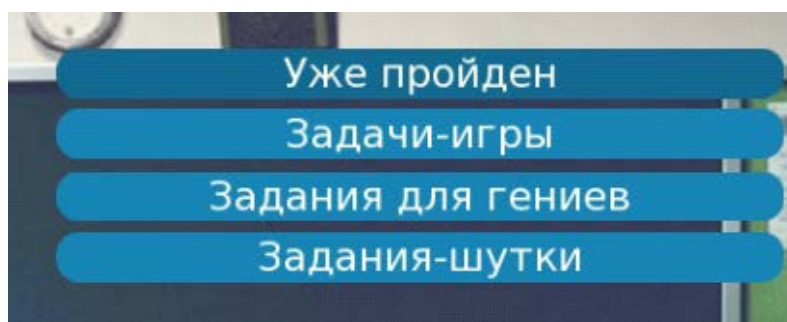 Уже пройден
Задачи-игры
Задания для гениев
Задания-шутки